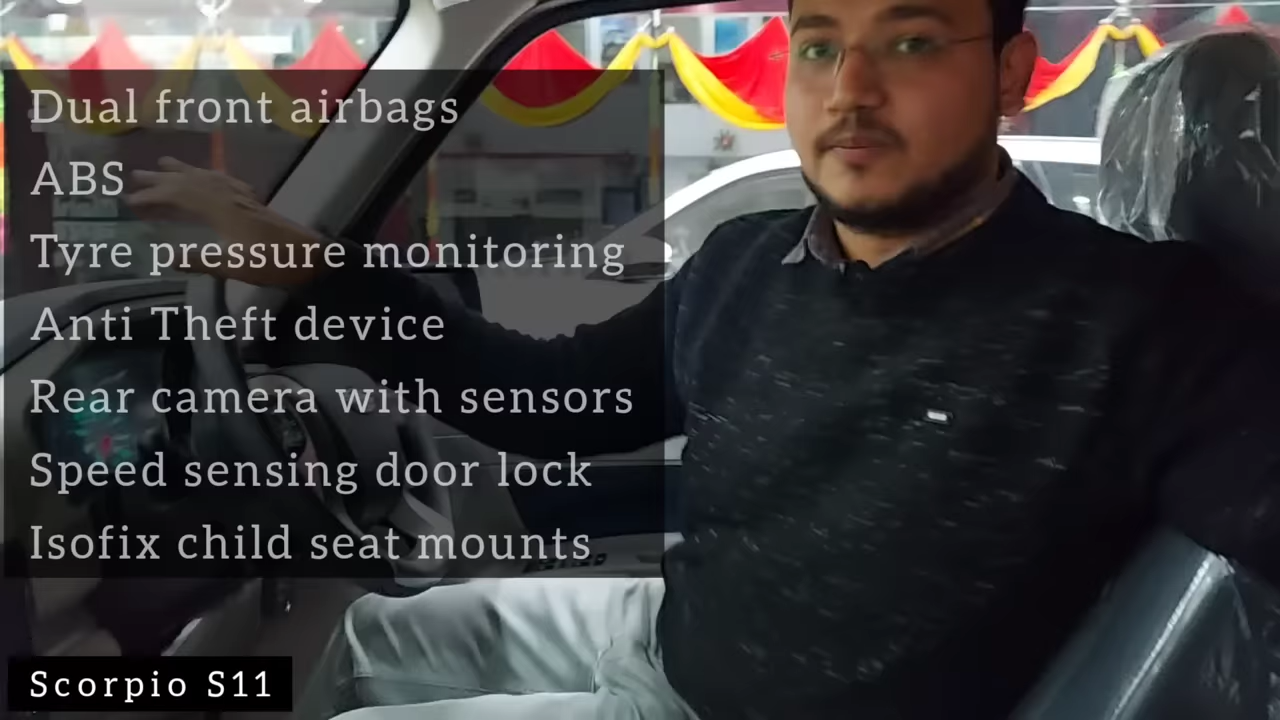 Dual front airbags
ABS
Tyre pressure monitoring
Anti Theft device
Rear camera with sensors
Speed sensing door lock
Isofix child seat mounts
Scorpio S11